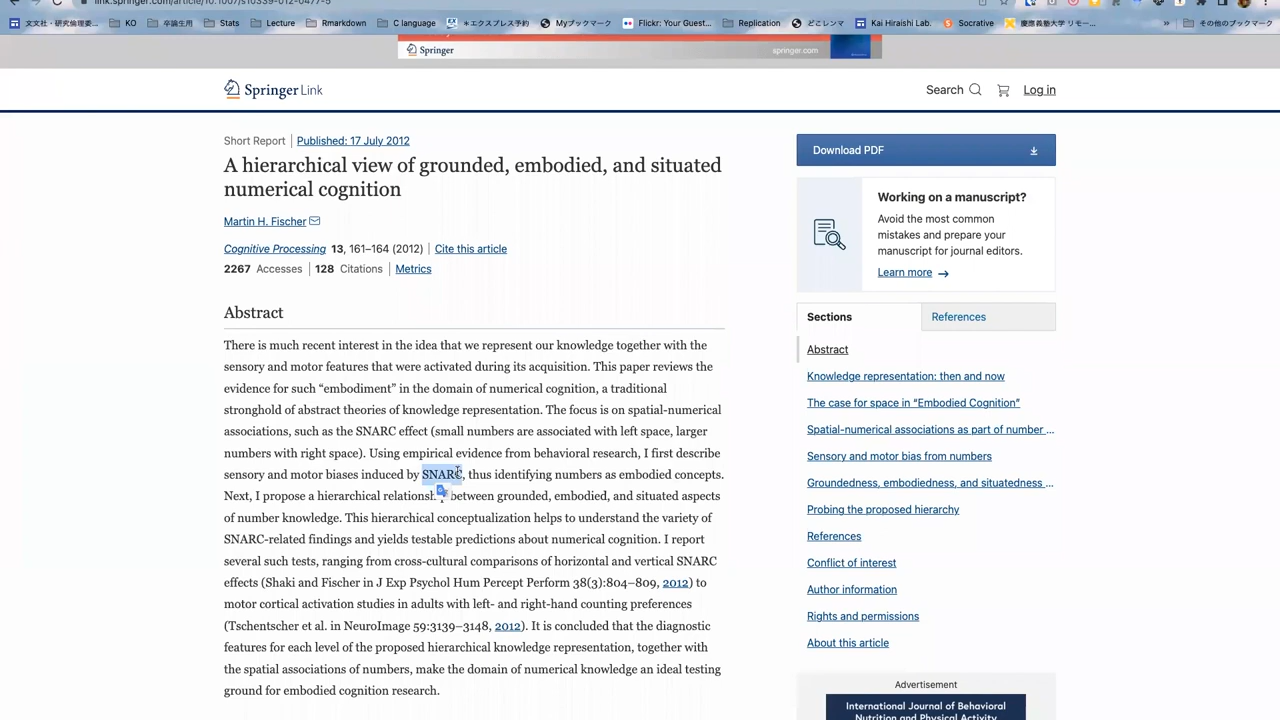 link.springer.com/article/10.1007/s10339-012-0477-5
文文社・研究倫理委...
KO
卒論生用
Stats
Lecture
Rmarkdown
C language
*エクスプレス予約
Myブックマーク
Flickr: Your Guest...
Replication
どこレンマ
Kai Hiraishi Lab.
Socrative
慶應義塾大学 リモー...
»
その他のブックマーク
Springer
springer.com
Springer Link
Search
Log in
Short Report
Published: 17 July 2012
A hierarchical view of grounded, embodied, and situated
numerical cognition
Martin H. Fischer
Cognitive Processing 13, 161–164 (2012)
Cite this article
2267 Accesses
128 Citations
Metrics
Abstract
There is much recent interest in the idea that we represent our knowledge together with the
sensory and motor features that were activated during its acquisition. This paper reviews the
evidence for such “embodiment” in the domain of numerical cognition, a traditional
stronghold of abstract theories of knowledge representation. The focus is on spatial-numerical
associations, such as the SNARC effect (small numbers are associated with left space, larger
numbers with right space). Using empirical evidence from behavioral research, I first describe
sensory and motor biases induced by SNARC, thus identifying numbers as embodied concepts.
Next, I propose a hierarchical relations between grounded, embodied, and situated aspects
of number knowledge. This hierarchical conceptualization helps to understand the variety of
SNARC-related findings and yields testable predictions about numerical cognition. I report
several such tests, ranging from cross-cultural comparisons of horizontal and vertical SNARC
effects (Shaki and Fischer in J Exp Psychol Hum Percept Perform 38(3):804–809, 2012) to
motor cortical activation studies in adults with left- and right-hand counting preferences
(Tschentscher et al. in NeuroImage 59:3139–3148, 2012). It is concluded that the diagnostic
features for each level of the proposed hierarchical knowledge representation, together with
the spatial associations of numbers, make the domain of numerical knowledge an ideal testing
ground for embodied cognition research.
Download PDF
Working on a manuscript?
Avoid the most common
mistakes and prepare your
manuscript for journal editors.
Learn more
Sections
References
Abstract
Knowledge representation: then and now
The case for space in “Embodied Cognition”
Spatial-numerical associations as part of number ...
Sensory and motor bias from numbers
Groundedness, embodiedness, and situatedness ...
Probing the proposed hierarchy
References
Conflict of interest
Author information
Rights and permissions
About this article
Advertisement
International Journal of Behavioral
Nutrition and Physical Activity